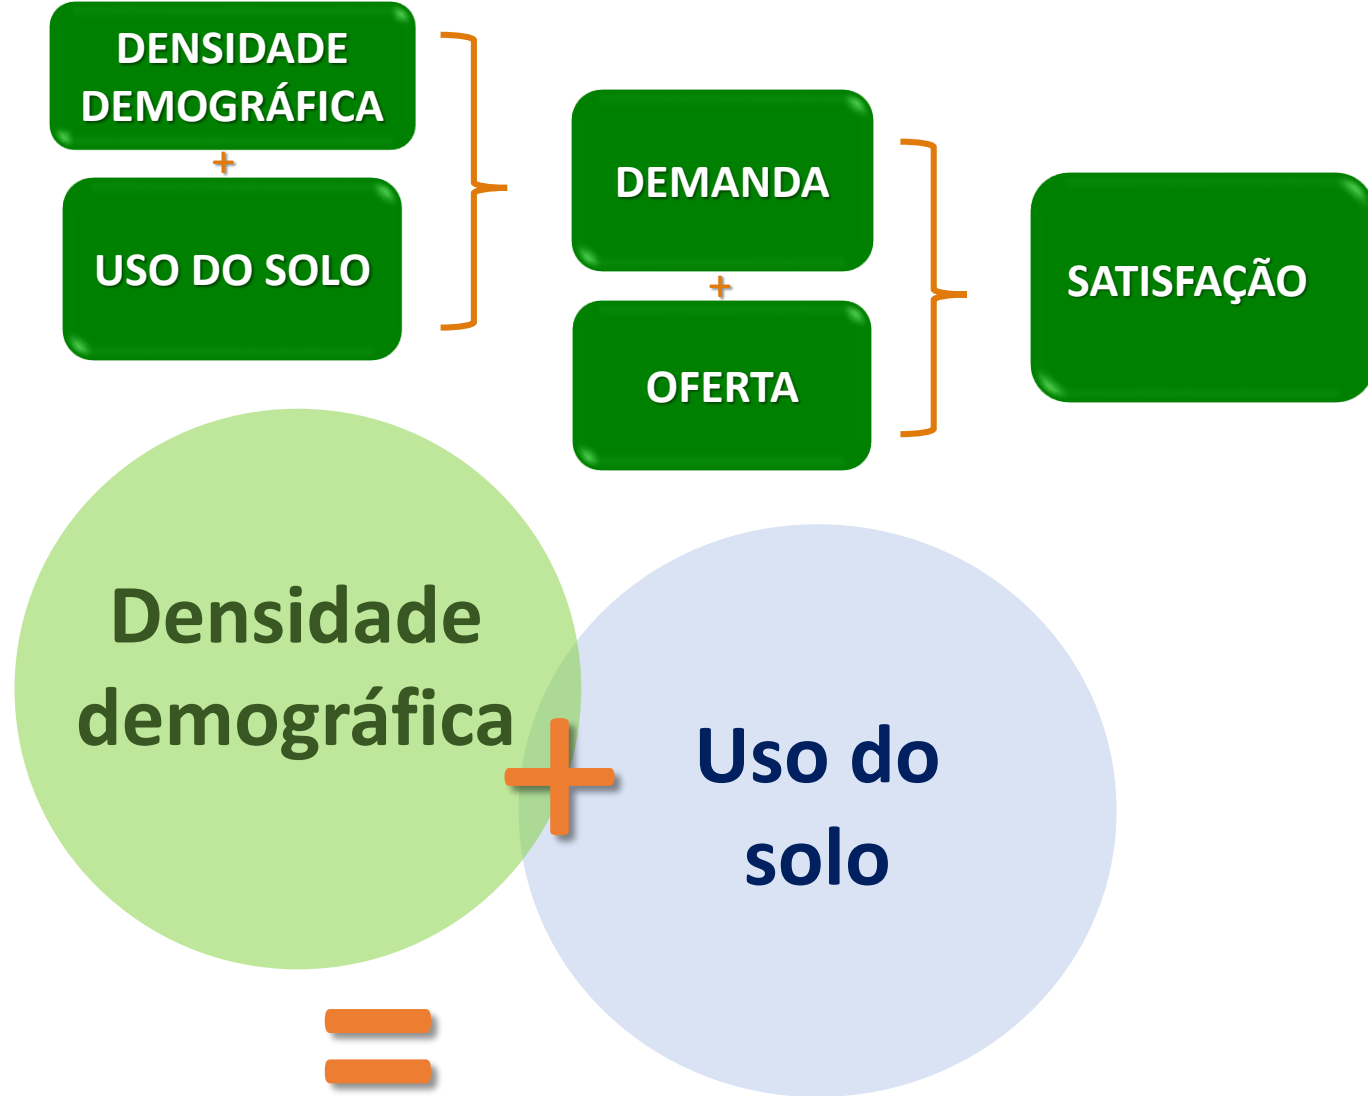 DENSIDADE
DEMOGRÁFICA
+
USO DO SOLO
DEMANDA
+
OFERTA
SATISFAÇÃO
Densidade
demográfica
+
Uso do
solo
=